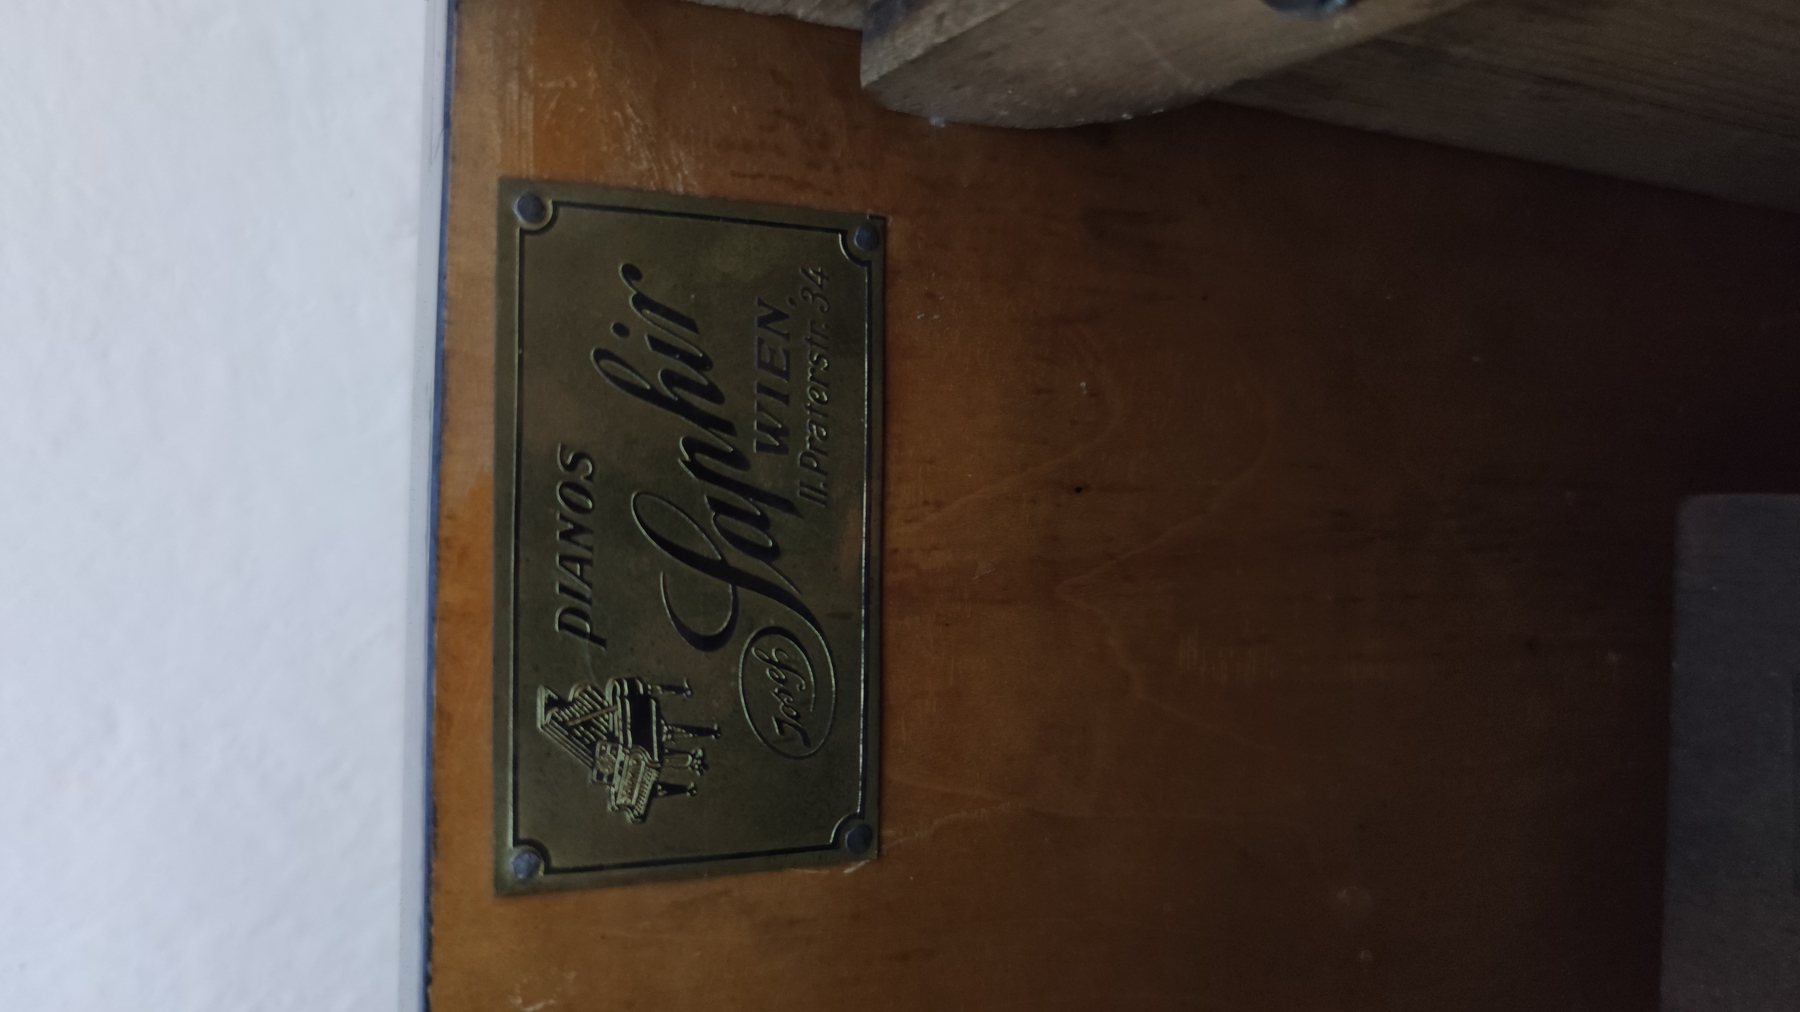 PIANOS
Josef Saphir
WIEN,
II. Praterstr. 34